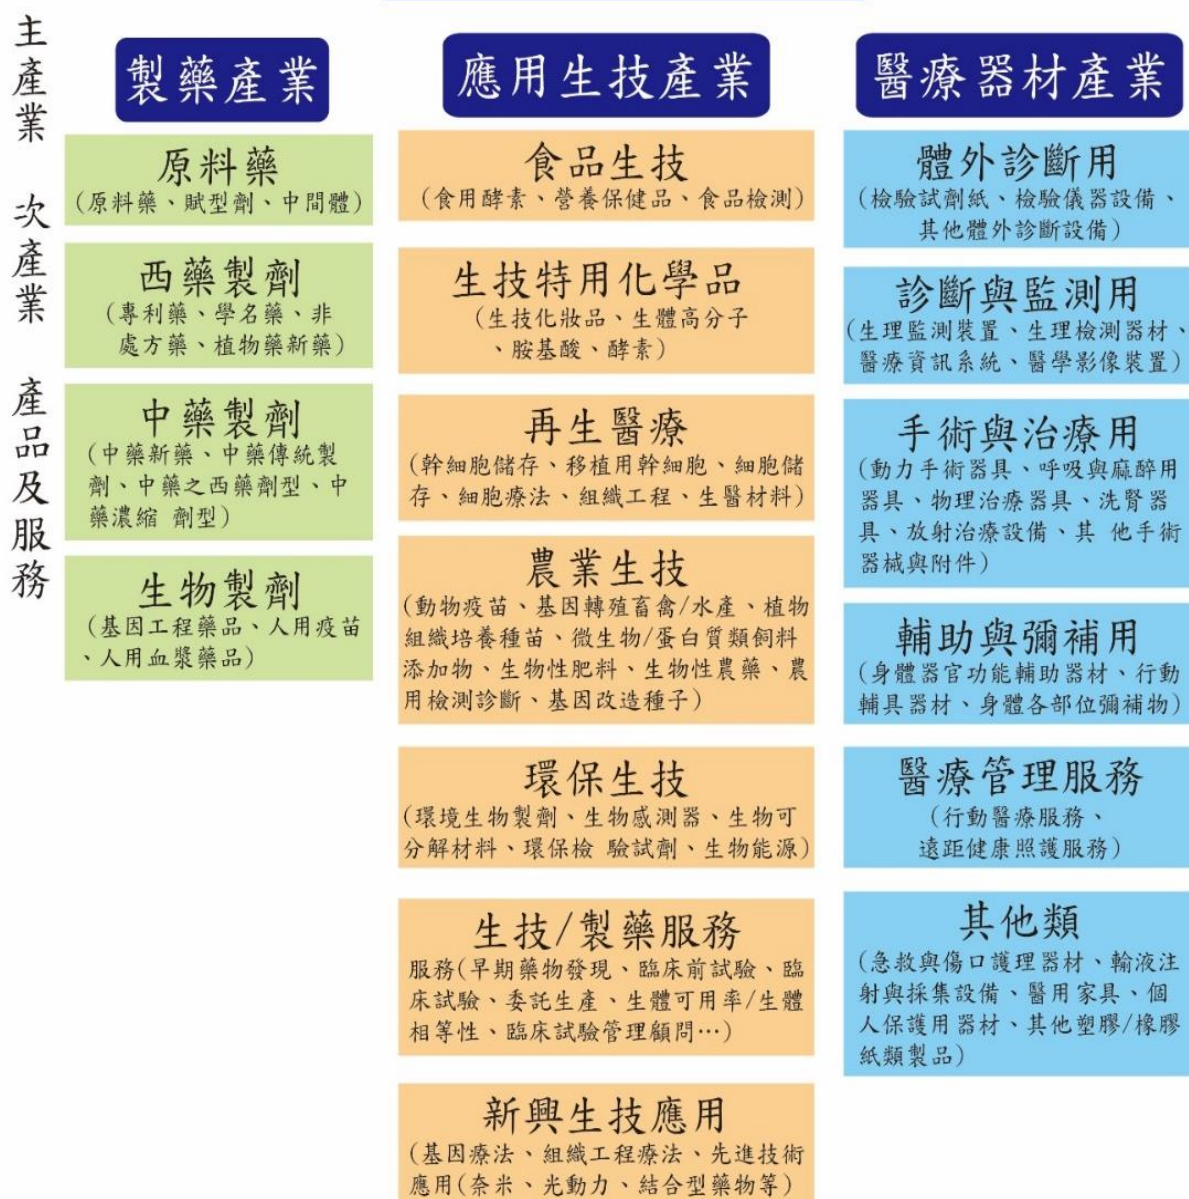 主產業
次產業
產品及服務
製藥產業
原料藥
(原料藥、賦型劑、中間體)
西藥製劑
(專利藥、學名藥、非
處方藥、植物藥新藥)
中藥製劑
(中藥新藥、中藥傳統製
劑、中藥之西藥劑型、中
藥濃縮 劑型)
生物製劑
(基因工程藥品、人用疫苗
、人用血漿藥品)
應用生技產業
食品生技
(食用酵素、營養保健品、食品檢測)
生技特用化學品
(生技化妝品、生體高分子
、胺基酸、酵素)
再生醫療
(幹細胞儲存、移植用幹細胞、細胞儲
存、細胞療法、組織工程、生醫材料)
農業生技
(動物疫苗、基因轉殖畜禽/水產、植物
組織培養種苗、微生物/蛋白質類飼料
添加物、生物性肥料、生物性農藥、農
用檢測診斷、基因改造種子)
環保生技
(環境生物製劑、生物感測器、生物可
分解材料、環保檢 驗試劑、生物能源)
生技/製藥服務
服務(早期藥物發現、臨床前試驗、臨
床試驗、委託生產、生體可用率/生體
相等性、臨床試驗管理顧問…)
新興生技應用
(基因療法、組織工程療法、先進技術
應用(奈米、光動力、結合型藥物等)
醫療器材產業
體外診斷用
(檢驗試劑紙、檢驗儀器設備、
其他體外診斷設備)
診斷與監測用
(生理監測裝置、生理檢測器材、
醫療資訊系統、醫學影像裝置)
手術與治療用
(動力手術器具、呼吸與麻醉用
器具、物理治療器具、洗腎器
具、放射治療設備、其 他手術
器械與附件)
輔助與彌補用
(身體器官功能輔助器材、行動
輔具器材、身體各部位彌補物)
醫療管理服務
(行動醫療服務、
遠距健康照護服務)
其他類
(急救與傷口護理器材、輸液注
射與採集設備、醫用家具、個
人保護用器材、其他塑膠/橡膠
紙類製品)